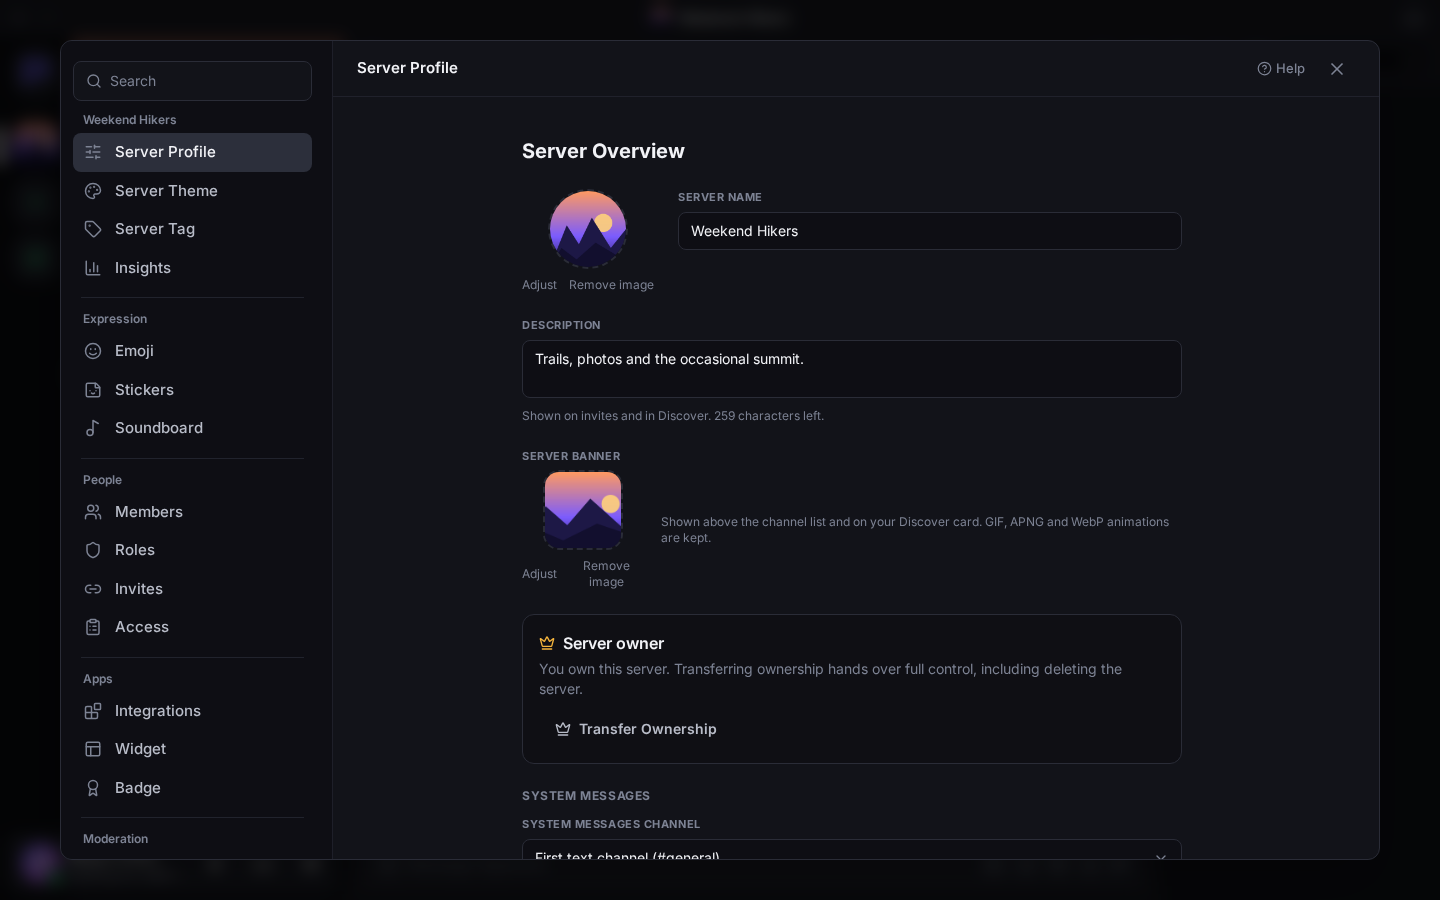 Search
Weekend Hikers
Server Profile
Server Theme
Server Tag
Insights
Expression
Emoji
Stickers
Soundboard
People
Members
Roles
Invites
Access
Apps
Integrations
Widget
Badge
Moderation
Server Profile
Help
Server Overview
SERVER NAME
Weekend Hikers
Adjust
Remove image
DESCRIPTION
Trails, photos and the occasional summit.
Shown on invites and in Discover. 259 characters left.
SERVER BANNER
Shown above the channel list and on your Discover card. GIF, APNG and WebP animations
are kept.
Adjust
Remove
image
Server owner
You own this server. Transferring ownership hands over full control, including deleting the
server.
Transfer Ownership
SYSTEM MESSAGES
SYSTEM MESSAGES CHANNEL
First text channel (#general)